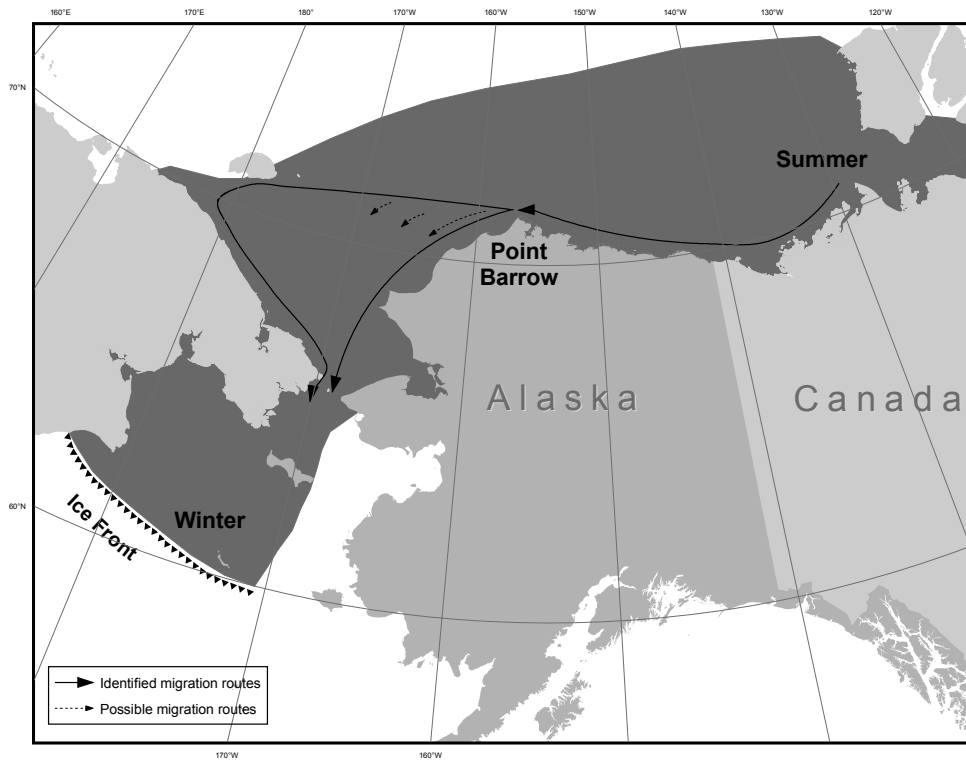 160°E
170°E
180°
170°W
160°W
150°W
140°W
130°W
120°W
70°N
Summer
Point
Barrow
Alaska
Canada
60°N
Winter
Ice Front
Identified migration routes
Possible migration routes
170°W
160°W